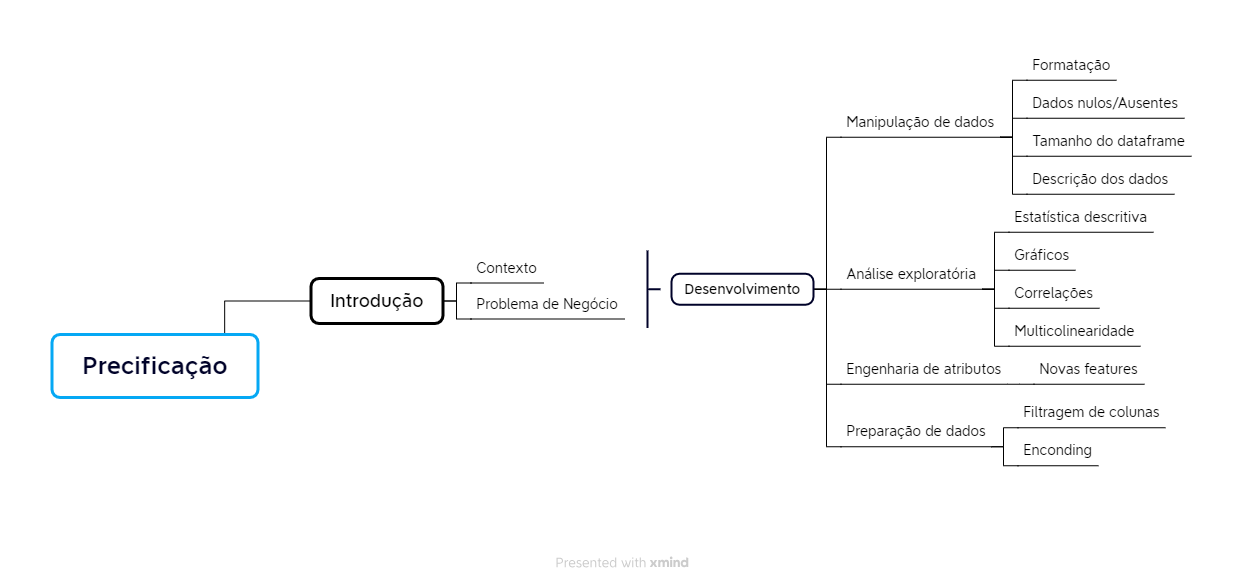 Precificação
Introdução
Contexto
Problema de Negócio
Desenvolvimento
Manipulação de dados
Formatação
Dados nulos/Ausentes
Tamanho do dataframe
Descrição dos dados
Análise exploratória
Estatística descritiva
Gráficos
Correlações
Multicolinearidade
Engenharia de atributos
Novas features
Preparação de dados
Filtragem de colunas
Enconding
Presented with xmind